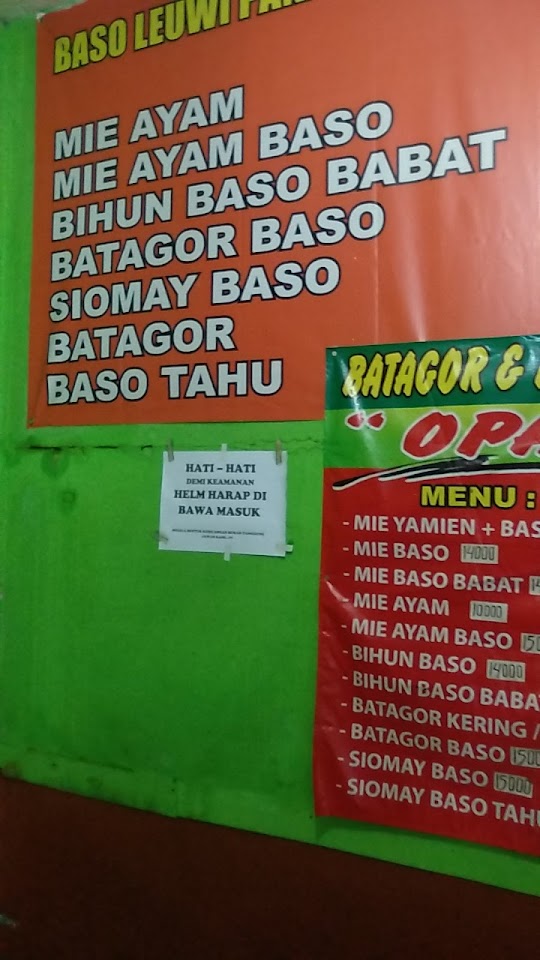 BASO LEUWI
MIE AYAM
MIE AYAM BASO
BIHUN BASO BABAT
BATAGOR BASO
SIOMAY BASO
BATAGOR
BASO TAHU
HATI - HATI
DEMI KEAMANAN
HELM HARAP DI
BAWA MASUK
BATAGOR &
"
MENU :
- MIE YAMIEN + BAS
- MIE BASO 14000
- MIE BASO BABAT
- MIE AYAM 10000
- MIE AYAM BASO
- BIHUN BASO 14000
- BIHUN BASO BABAT
- BATAGOR KERING /
- BATAGOR BASO
- SIOMAY BASO 15000
- SIOMAY BASO TAHU